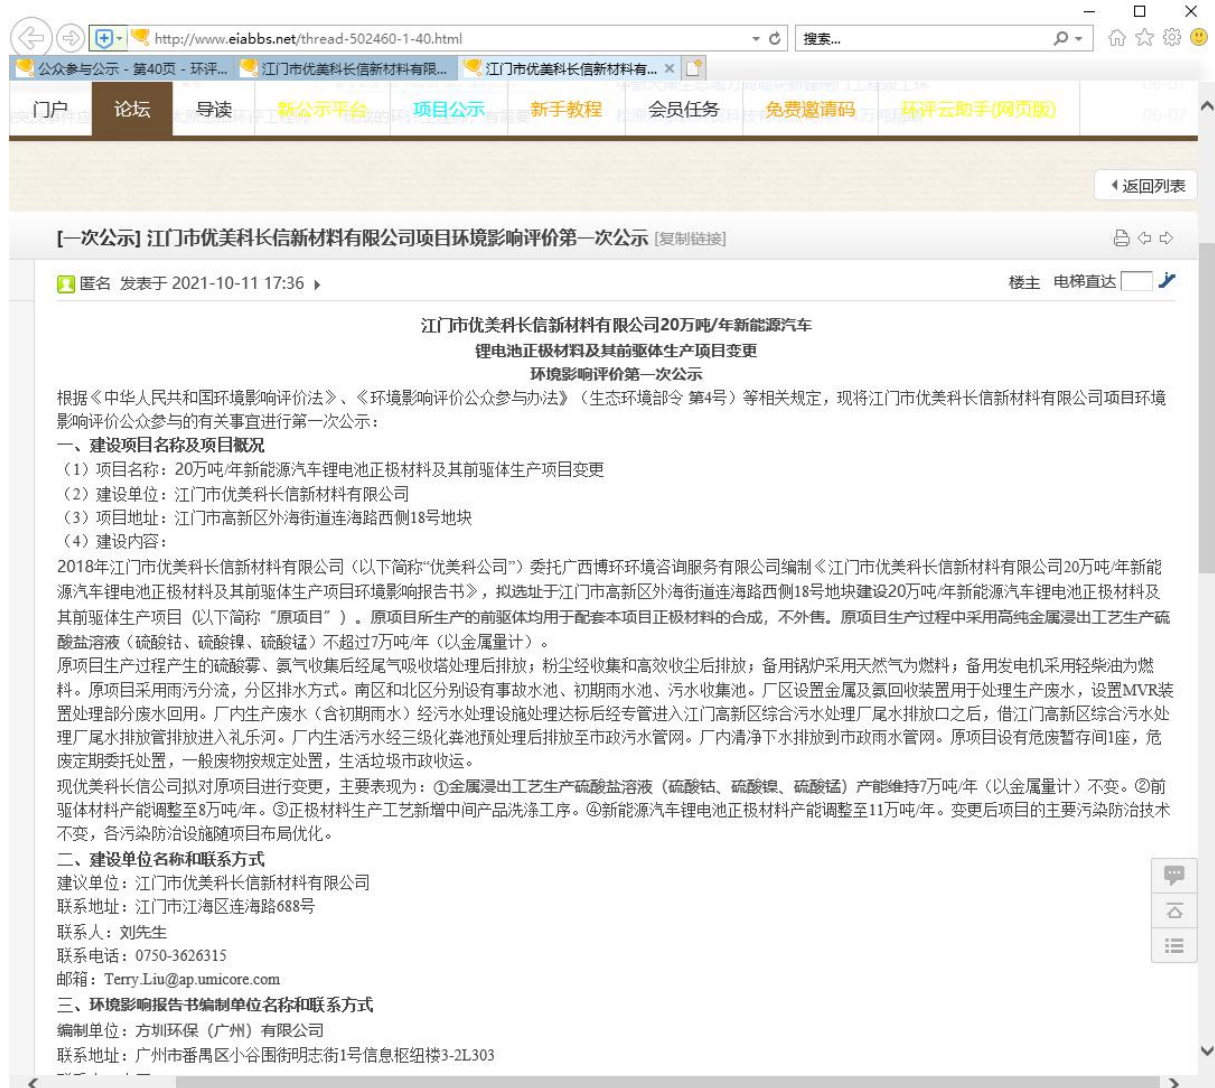 http://www.eiabbs.net/thread-502460-1-40.html
搜索...
公众参与公示 - 第40页 - 环评...
江门市优美科长信新材料有限...
江门市优美科长信新材料有...
门户 论坛 导读 新公示平台 项目公示 新手教程 会员任务 免费邀请码 环评云助手(网页版)
06-07
返回列表
[一次公示] 江门市优美科长信新材料有限公司项目环境影响评价第一次公示 [复制链接]
匿名 发表于 2021-10-11 17:36
楼主 电梯直达
江门市优美科长信新材料有限公司20万吨/年新能源汽车
锂电池正极材料及其前驱体生产项目变更
环境影响评价第一次公示
根据《中华人民共和国环境影响评价法》、《环境影响评价公众参与办法》（生态环境部令 第4号）等相关规定，现将江门市优美科长信新材料有限公司项目环境
影响评价公众参与的有关事宜进行第一次公示：
一、建设项目名称及项目概况
（1）项目名称：20万吨/年新能源汽车锂电池正极材料及其前驱体生产项目变更
（2）建设单位：江门市优美科长信新材料有限公司
（3）项目地址：江门市高新区外海街道连海路西侧18号地块
（4）建设内容：
2018年江门市优美科长信新材料有限公司（以下简称“优美科公司”）委托广西博环环境咨询服务有限公司编制《江门市优美科长信新材料有限公司20万吨/年新能
源汽车锂电池正极材料及其前驱体生产项目环境影响报告书》，拟选址于江门市高新区外海街道连海路西侧18号地块建设20万吨/年新能源汽车锂电池正极材料及
其前驱体生产项目（以下简称“原项目”）。原项目所生产的前驱体均用于配套本项目正极材料的合成，不外售。原项目生产过程中采用高纯金属浸出工艺生产硫
酸盐溶液（硫酸钴、硫酸镍、硫酸锰）不超过7万吨/年（以金属量计）。
原项目生产过程产生的硫酸雾、氨气收集后经尾气吸收塔处理后排放；粉尘经收集和高效收尘后排放；备用锅炉采用天然气为燃料；备用发电机采用轻柴油为燃
料。原项目采用雨污分流，分区排水方式。南区和北区分别设有事故水池、初期雨水池、污水收集池。厂区设置金属及氨回收装置用于处理生产废水，设置MVR装
置处理部分废水回用。厂内生产废水（含初期雨水）经污水处理设施处理达标后经专管进入江门高新区综合污水处理厂尾水排放口之后，借江门高新区综合污水处
理厂尾水排放管排放进入礼乐河。厂内生活污水经三级化粪池预处理后排放至市政污水管网。厂内清净下水排放到市政雨水管网。原项目设有危废暂存间1座，危
废定期委托处置，一般废物按规定处置，生活垃圾市政收运。
现优美科长信公司拟对原项目进行变更，主要表现为：①金属浸出工艺生产硫酸盐溶液（硫酸钴、硫酸镍、硫酸锰）产能维持7万吨/年（以金属量计）不变。②前
驱体材料产能调整至8万吨/年。③正极材料生产工艺新增中间产品洗涤工序。④新能源汽车锂电池正极材料产能调整至11万吨/年。变更后项目的主要污染防治技术
不变，各污染防治设施随项目布局优化。
二、建设单位名称和联系方式
建议单位：江门市优美科长信新材料有限公司
联系地址：江门市江海区连海路688号
联系人：刘先生
联系电话：0750-3626315
邮箱：Terry.Liu@ap.umicore.com
三、环境影响报告书编制单位名称和联系方式
编制单位：方圳环保（广州）有限公司
联系地址：广州市番禺区小谷围街明志街1号信息枢纽楼3-2L303